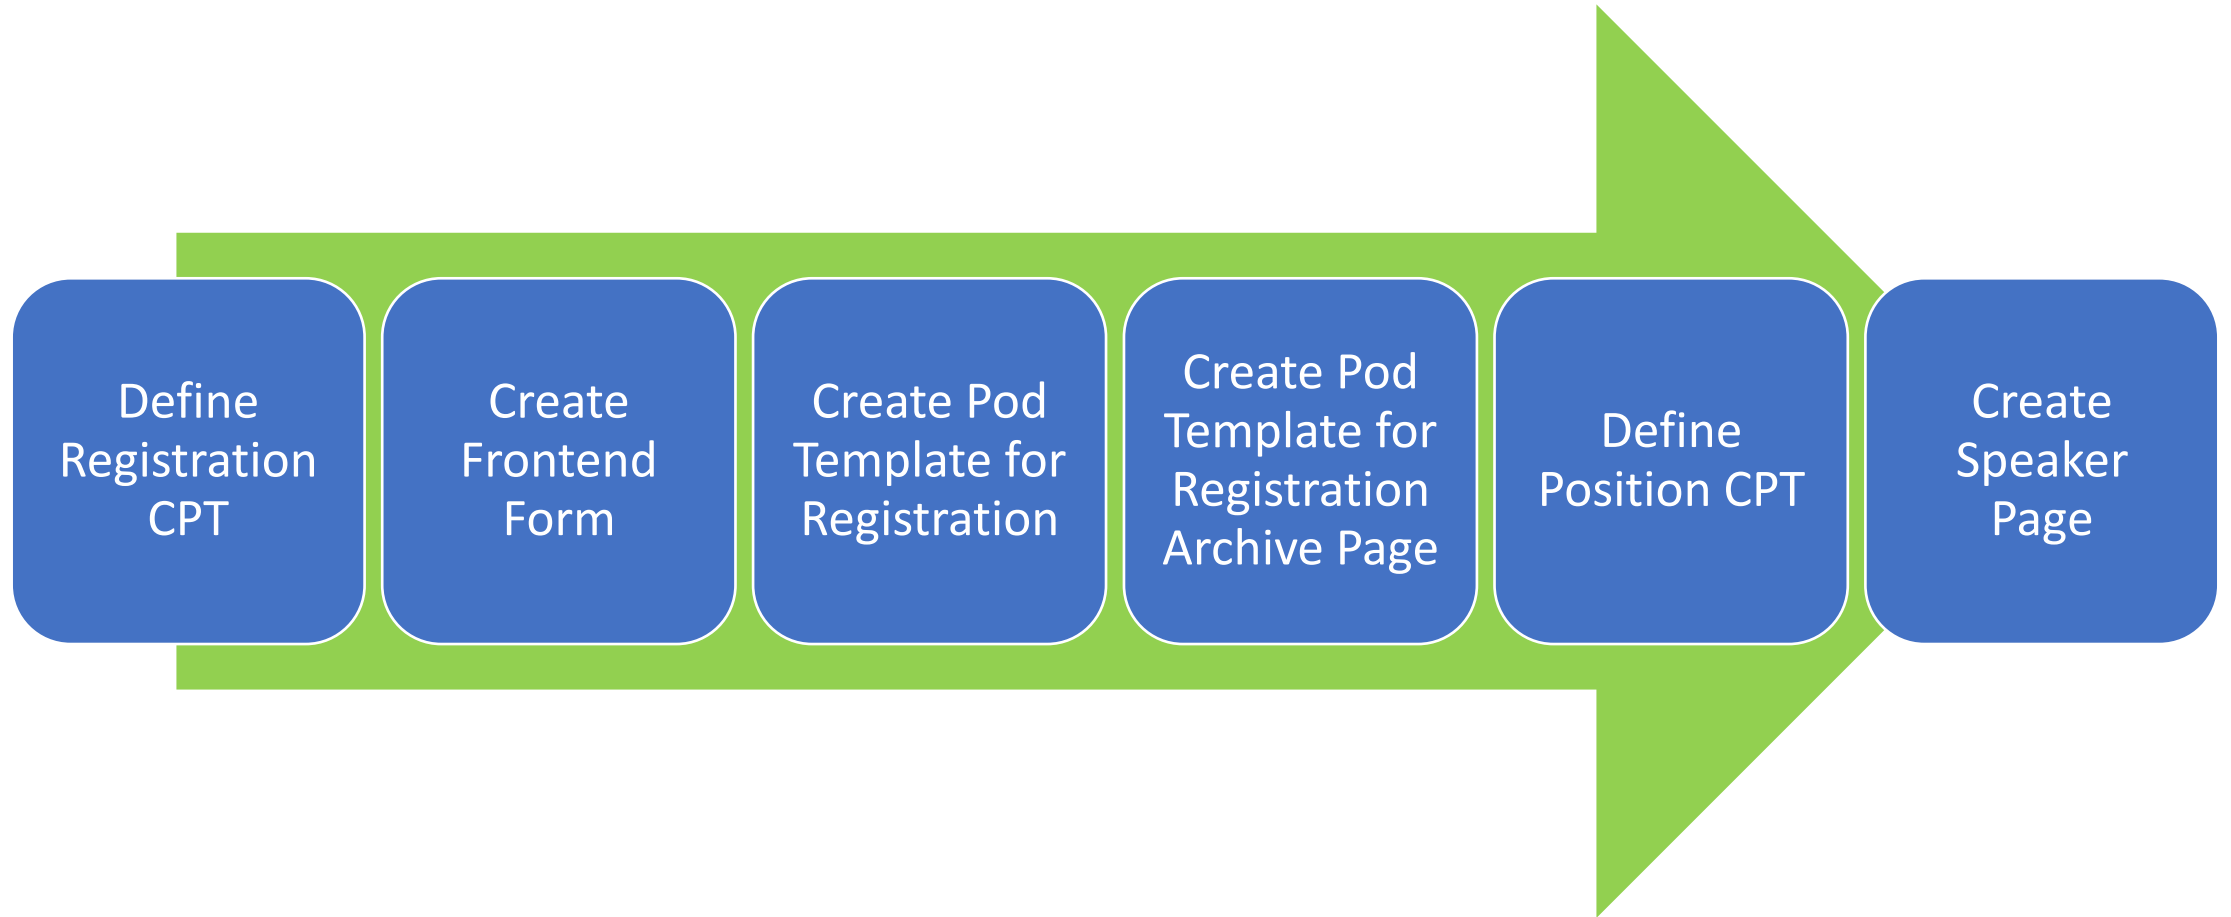 Define
Registration
CPT
Create
Frontend
Form
Create Pod
Template for
Registration
Create Pod
Template for
Registration
Archive Page
Define
Position CPT
Create
Speaker
Page